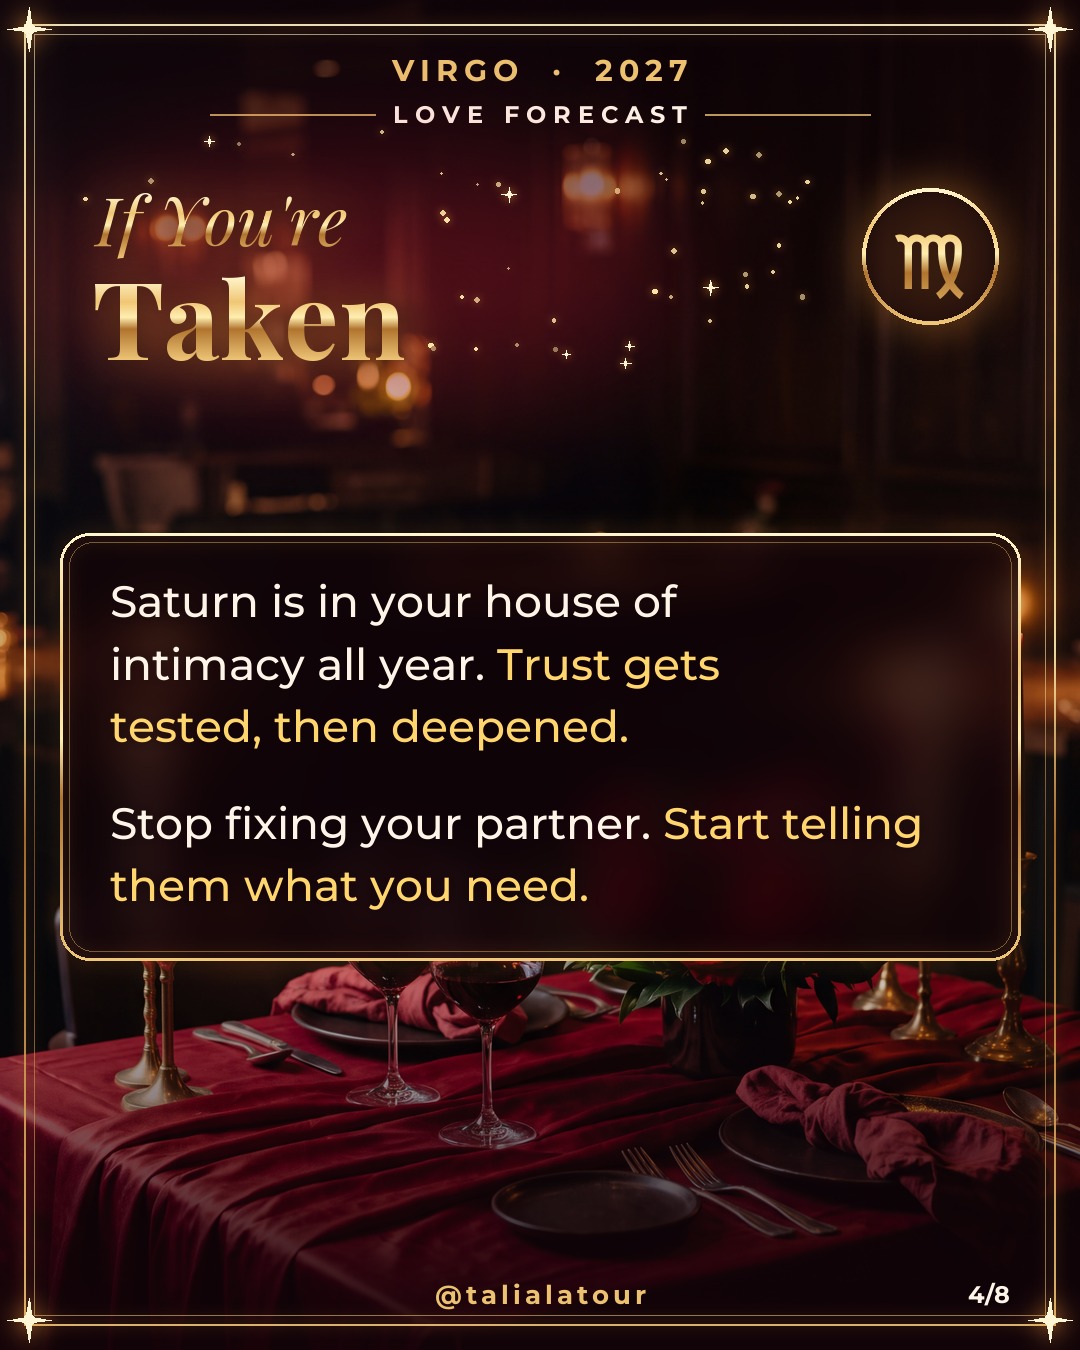 VIRGO · 2027
LOVE FORECAST
If You're
Taken
♍
Saturn is in your house of
intimacy all year. Trust gets
tested, then deepened.
Stop fixing your partner. Start telling
them what you need.
@talialatour
4/8